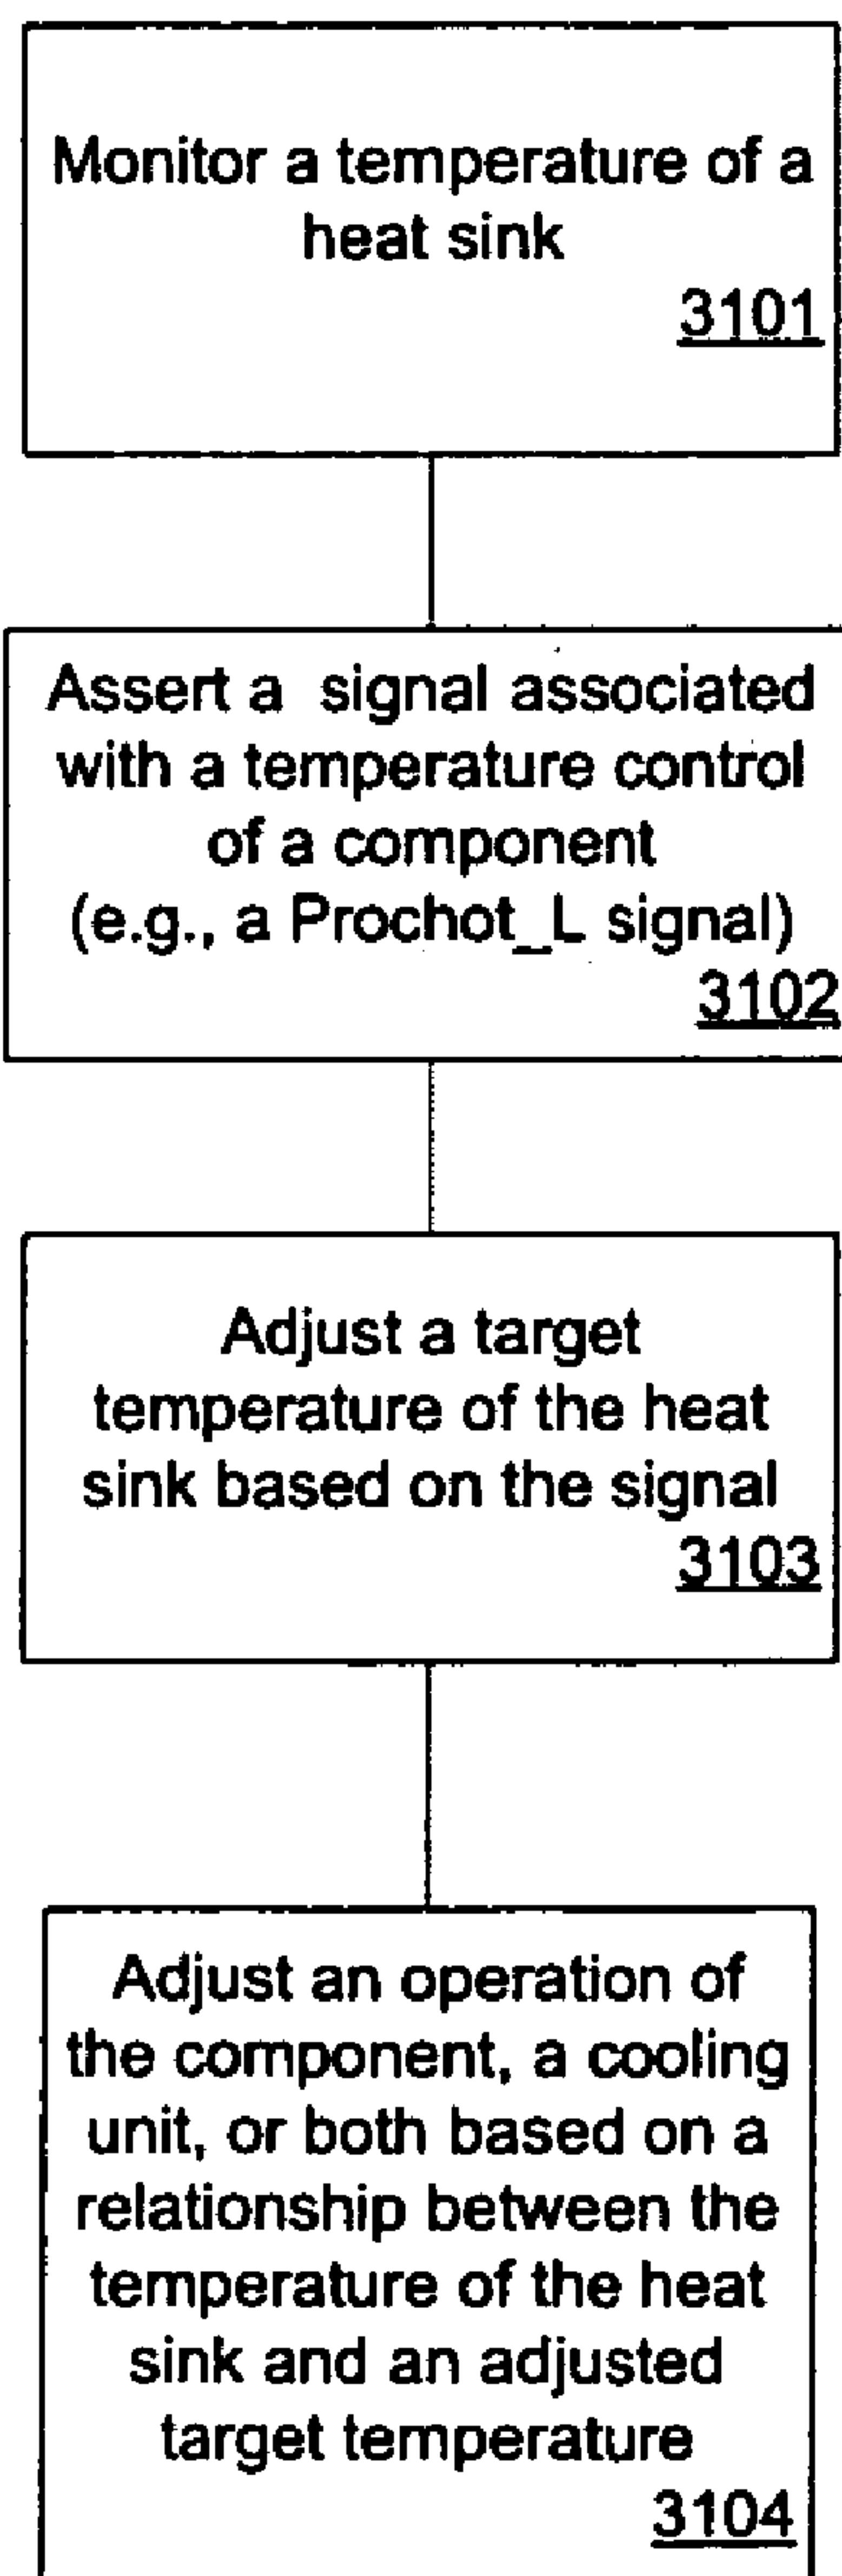 Monitor a temperature of a
heat sink
3101
Assert a signal associated
with a temperature control
of a component
(e.g., a Prochot_L signal)
3102
Adjust a target
temperature of the heat
sink based on the signal
3103
Adjust an operation of
the component, a cooling
unit, or both based on a
relationship between the
temperature of the heat
sink and an adjusted
target temperature
3104